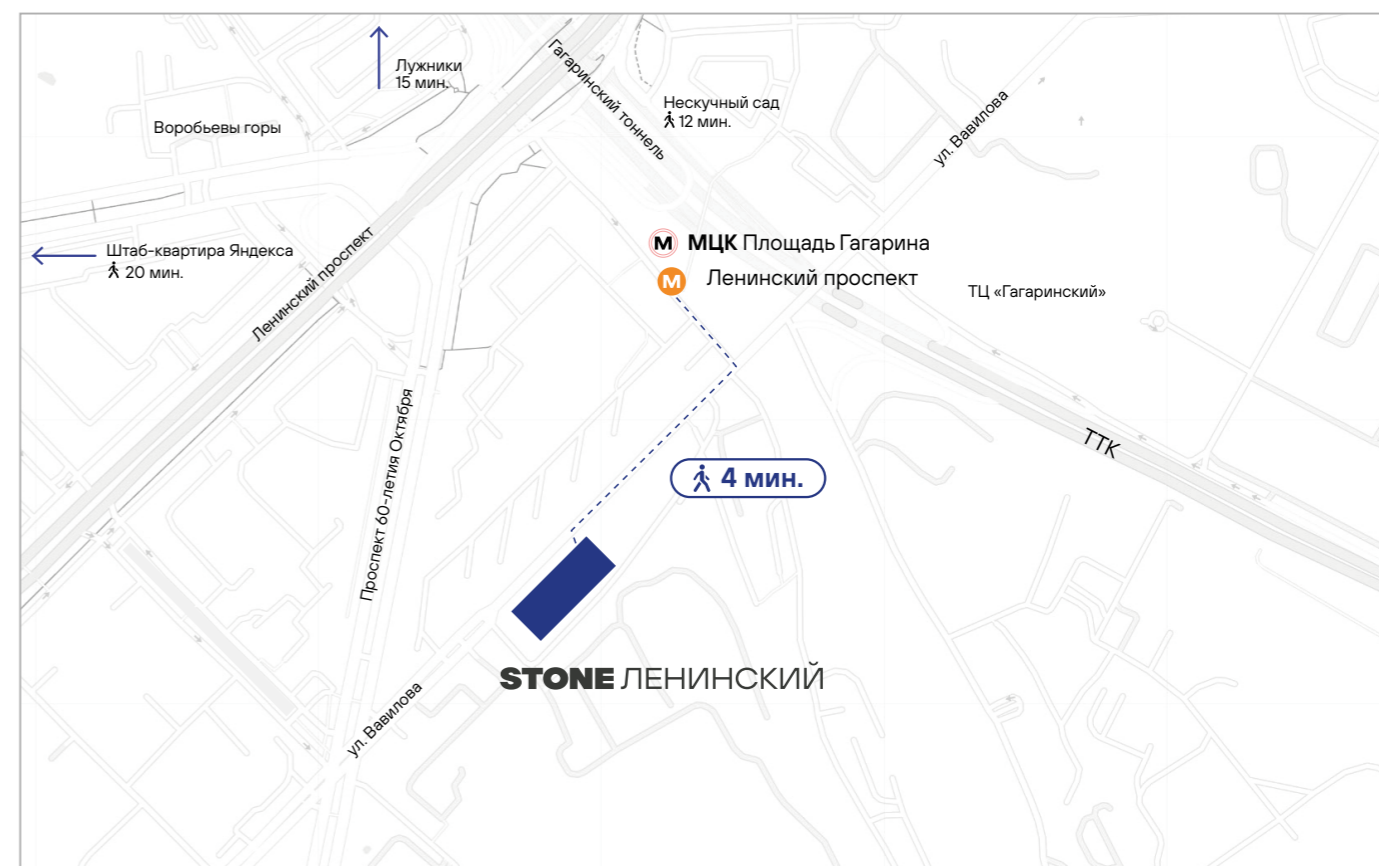 Гагаринский тоннель
Лужники
15 мин.
Нескучный сад
12 мин.
ул. Вавилова
Воробьевы горы
Штаб-квартира Яндекса
20 мин.
Ленинский проспект
М МЦК Площадь Гагарина
М Ленинский проспект
ТЦ «Гагаринский»
Проспект 60-летия Октября
ТТК
4 мин.
STONE ЛЕНИНСКИЙ
ул. Вавилова